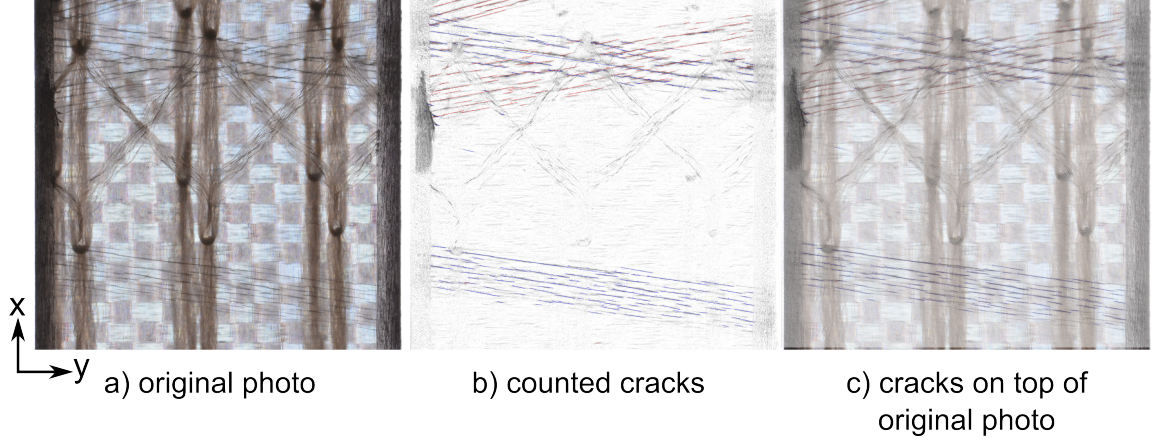 x
y
a) original photo
b) counted cracks
c) cracks on top of
original photo